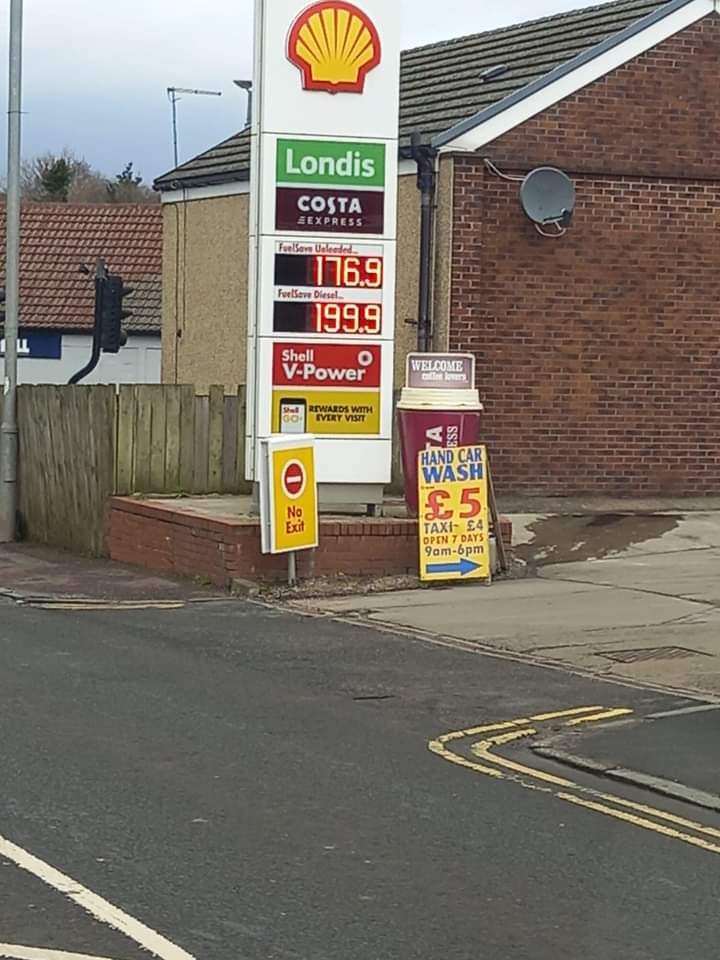 Londis
COSTA
EXPRESS
FuelSave Unleaded...
176.9
FuelSave Diesel...
199.9
Shell
V-Power
Shell
GO+
REWARDS WITH
EVERY VISIT
WELCOME
coffee lovers
No
Exit
HAND CAR
WASH
£5
TAXI- £4
OPEN 7 DAYS
9am-6pm